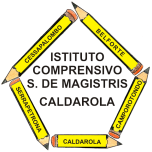 CESSAPALOMBO
BELFORTE
ISTITUTO
COMPRENSIVO
S. DE MAGISTRIS
CALDAROLA
SERRAPETRONA
CAMPOROTONDO
CALDAROLA